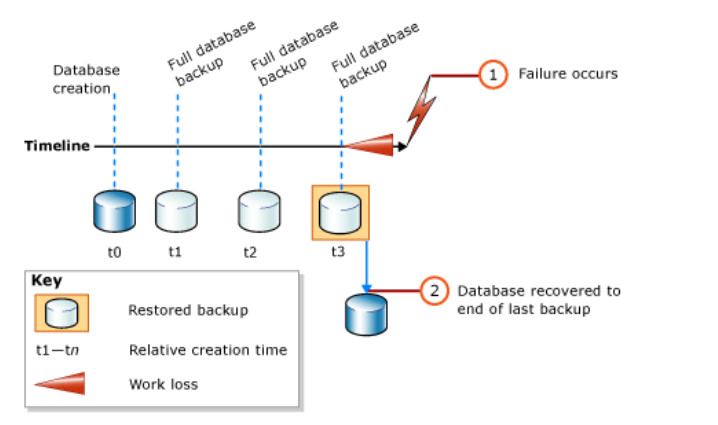 Database
creation
Full database
backup
Full database
backup
Full database
backup
1
Failure occurs
Timeline
t0
t1
t2
t3
Key
Restored backup
t1—tn
Relative creation time
Work loss
2
Database recovered to
end of last backup